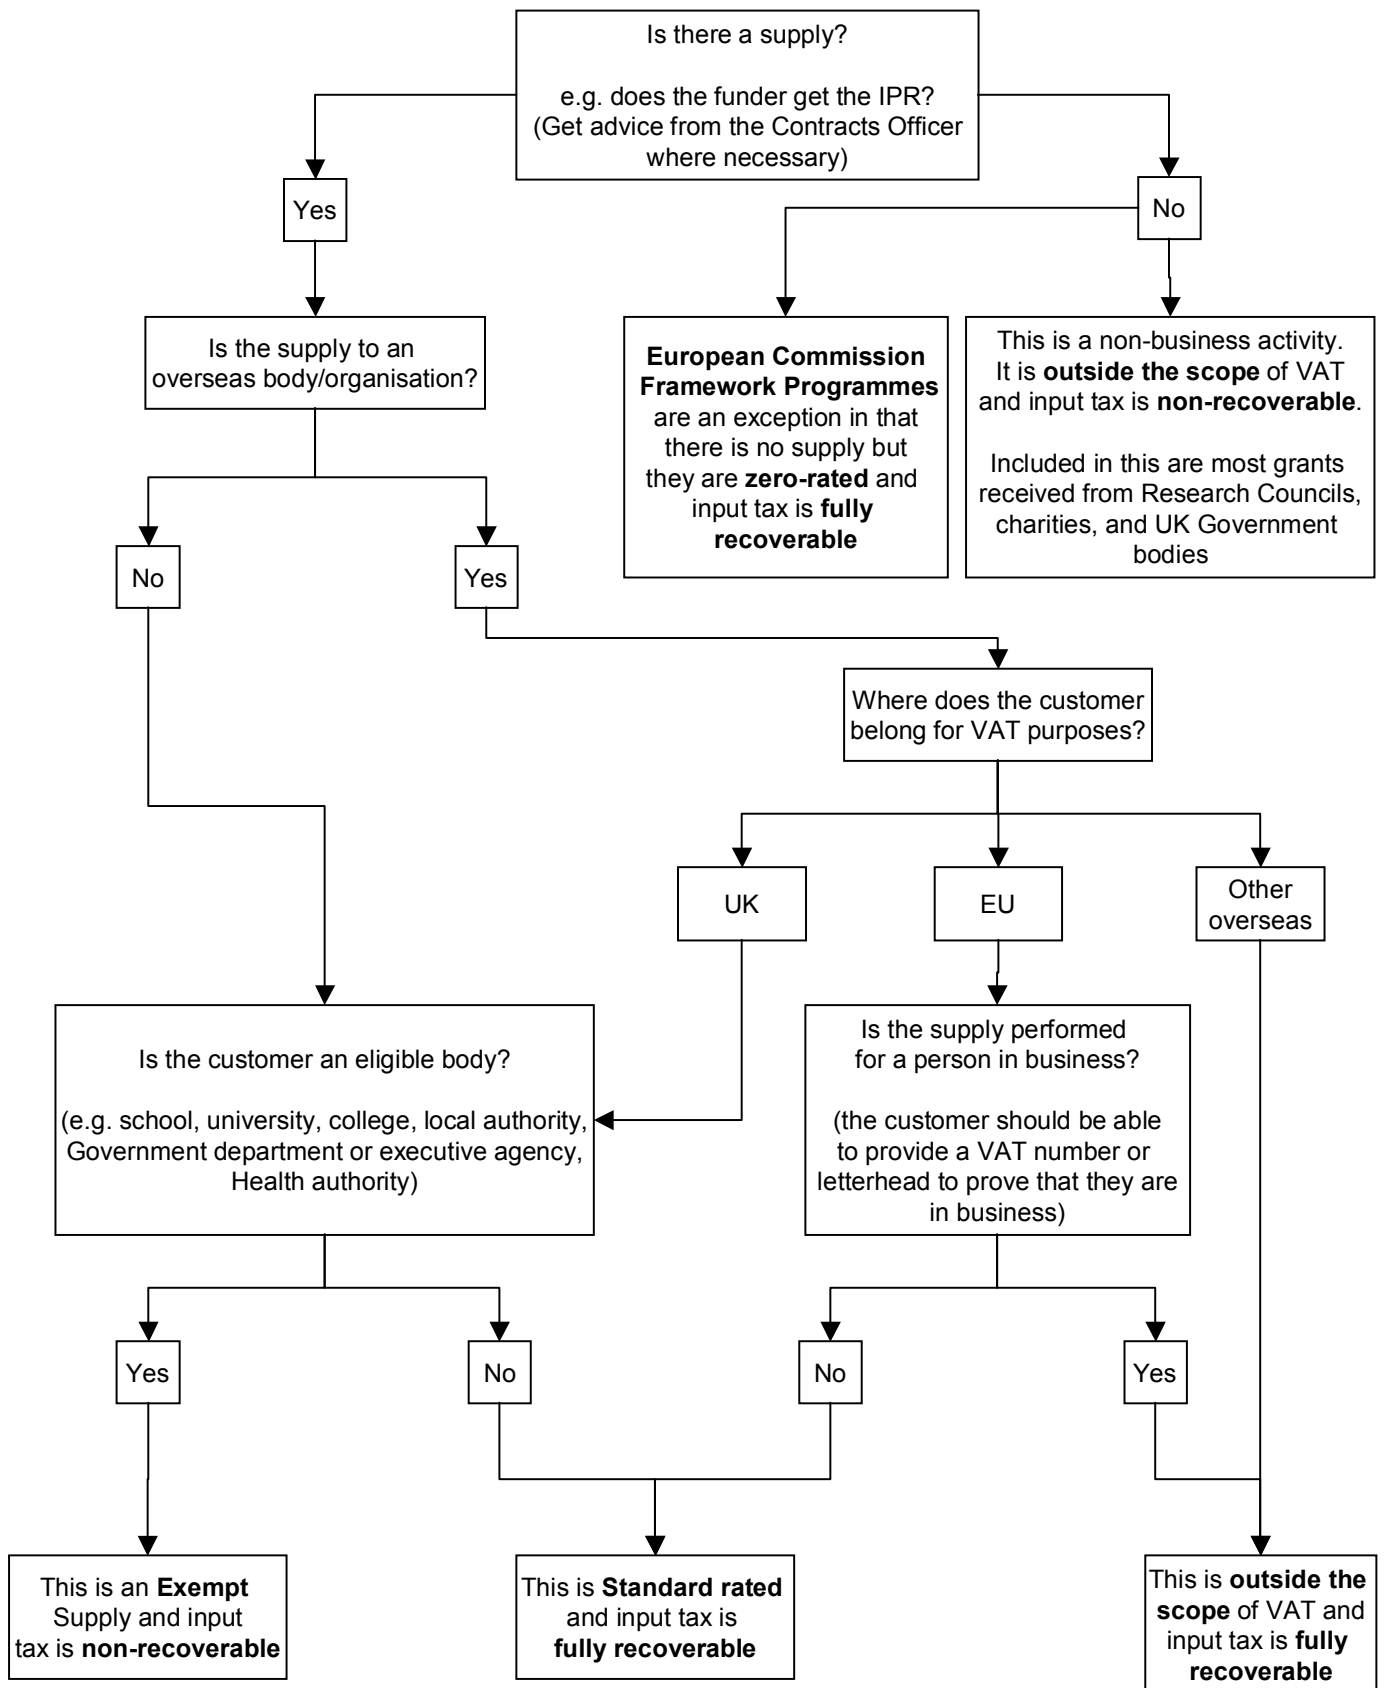 Is there a supply?
e.g. does the funder get the IPR?
(Get advice from the Contracts Officer
where necessary)
Yes
No
Is the supply to an
overseas body/organisation?
European Commission
Framework Programmes
are an exception in that
there is no supply but
they are zero-rated and
input tax is fully
recoverable
This is a non-business activity.
It is outside the scope of VAT
and input tax is non-recoverable.
Included in this are most grants
received from Research Councils,
charities, and UK Government
bodies
No
Yes
Where does the customer
belong for VAT purposes?
UK
EU
Other
overseas
Is the customer an eligible body?
(e.g. school, university, college, local authority,
Government department or executive agency,
Health authority)
Is the supply performed
for a person in business?
(the customer should be able
to provide a VAT number or
letterhead to prove that they are
in business)
Yes
No
No
Yes
This is an Exempt
Supply and input
tax is non-recoverable
This is Standard rated
and input tax is
fully recoverable
This is outside the
scope of VAT and
input tax is fully
recoverable